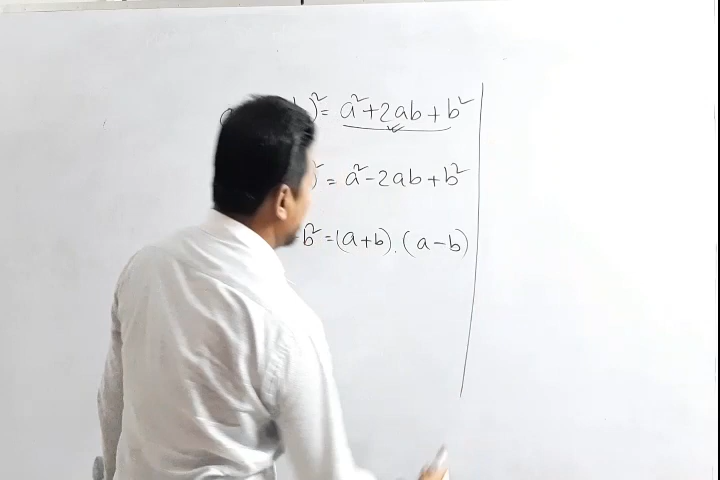 )² = a²+2ab+b²
)² = a²-2ab+b²
-b² = (a+b).(a-b)